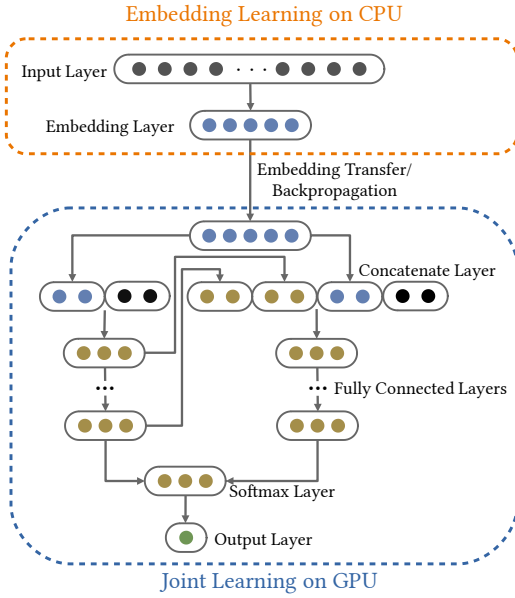 Embedding Learning on CPU
Input Layer
· · ·
Embedding Layer
Embedding Transfer/
Backpropagation
Concatenate Layer
...
... Fully Connected Layers
Softmax Layer
Output Layer
Joint Learning on GPU